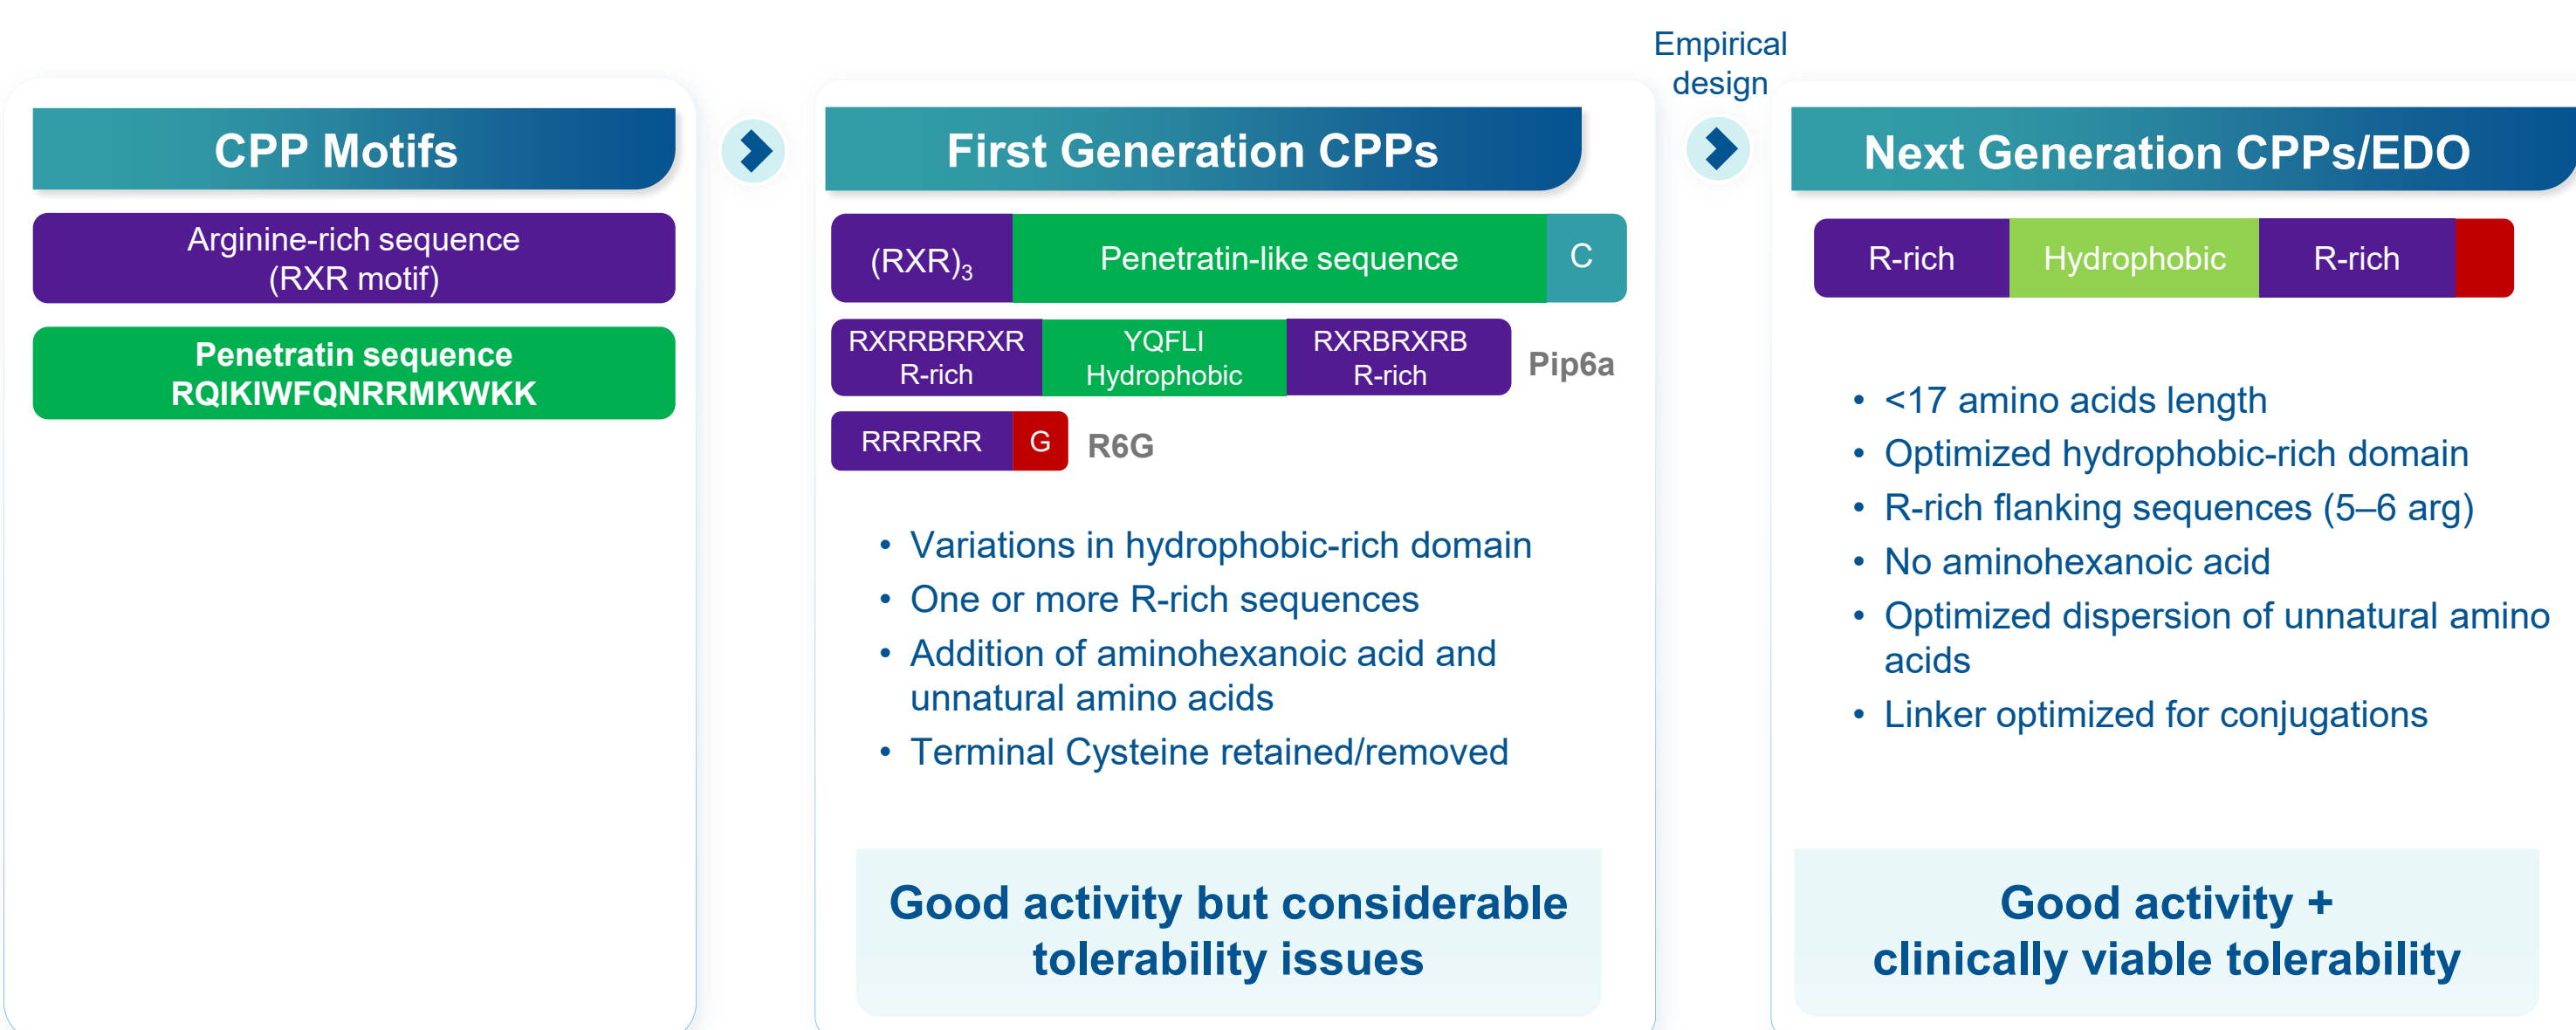 Empirical
design
CPP Motifs
Arginine-rich sequence
(RXR motif)
Penetratin sequence
RQIKIWFQNRRMKWKK
First Generation CPPs
(RXR)₃ Penetratin-like sequence C
RXRRBRRXR YQFLI RXRBRXRB
R-rich Hydrophobic R-rich
Pip6a
RRRRRR G R6G
• Variations in hydrophobic-rich domain
• One or more R-rich sequences
• Addition of aminohexanoic acid and
unnatural amino acids
• Terminal Cysteine retained/removed
Good activity but considerable
tolerability issues
Next Generation CPPs/EDO
R-rich Hydrophobic R-rich
• <17 amino acids length
• Optimized hydrophobic-rich domain
• R-rich flanking sequences (5–6 arg)
• No aminohexanoic acid
• Optimized dispersion of unnatural amino
acids
• Linker optimized for conjugations
Good activity +
clinically viable tolerability